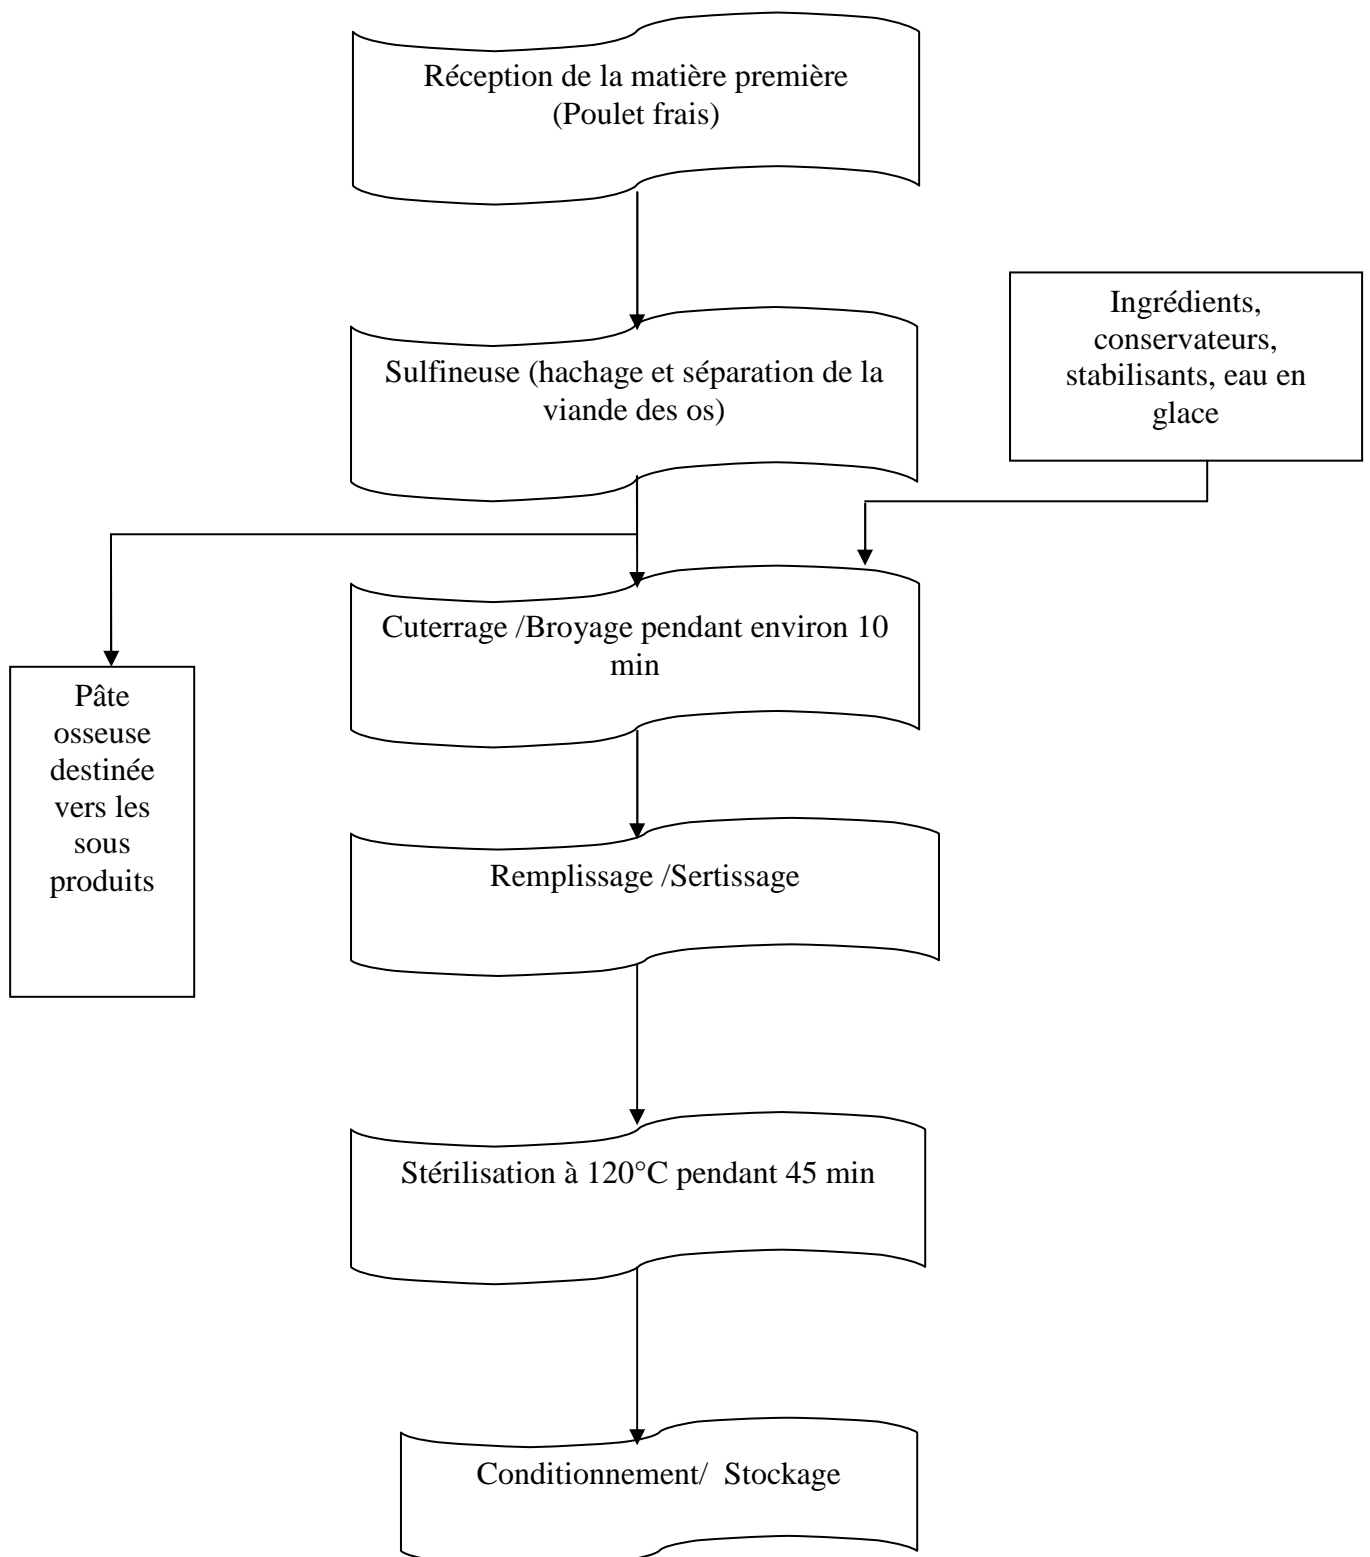 Réception de la matière première
(Poulet frais)
Ingrédients,
conservateurs,
stabilisants, eau en
glace
Sulfineuse (hachage et séparation de la
viande des os)
Cuterrage /Broyage pendant environ 10
min
Pâte
osseuse
destinée
vers les
sous
produits
Remplissage /Sertissage
Stérilisation à 120°C pendant 45 min
Conditionnement/ Stockage